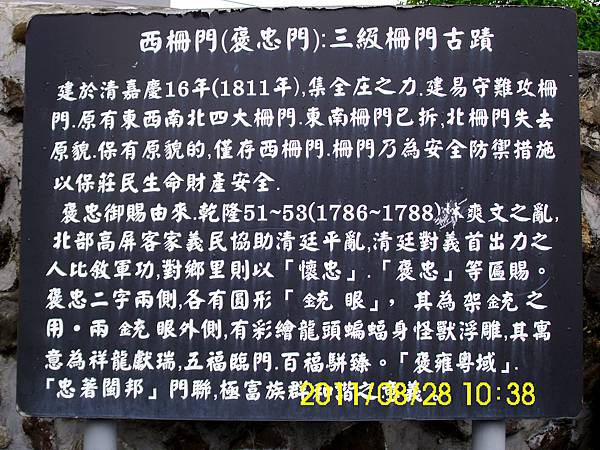 西柵門(褒忠門):三級柵門古蹟
建於清嘉慶16年(1811年),集全庄之力.建易守難攻柵
門.原有東西南北四大柵門.東南柵門已拆,北柵門失去
原貌.保有原貌的,僅存西柵門.柵門乃為安全防禦措施
以保莊民生命財產安全.
褒忠御賜由來.乾隆51~53(1786~1788)林爽文之亂,
北部高屏客家義民協助清廷平亂,清廷對義首出力之
人比敘軍功,對鄉里則以「懷忠」.「褒忠」等匾賜。
褒忠二字兩側,各有圓形「銃眼」,其為架銃之
用。兩銃眼外側,有彩繪龍頭蝙蝠身怪獸浮雕,其寓
意為祥龍獻瑞,五福臨門.百福駢臻。「褒雍粵域」.
「忠著閩邦」門聯,極富族群和諧之意義。
2011/08/28 10:38